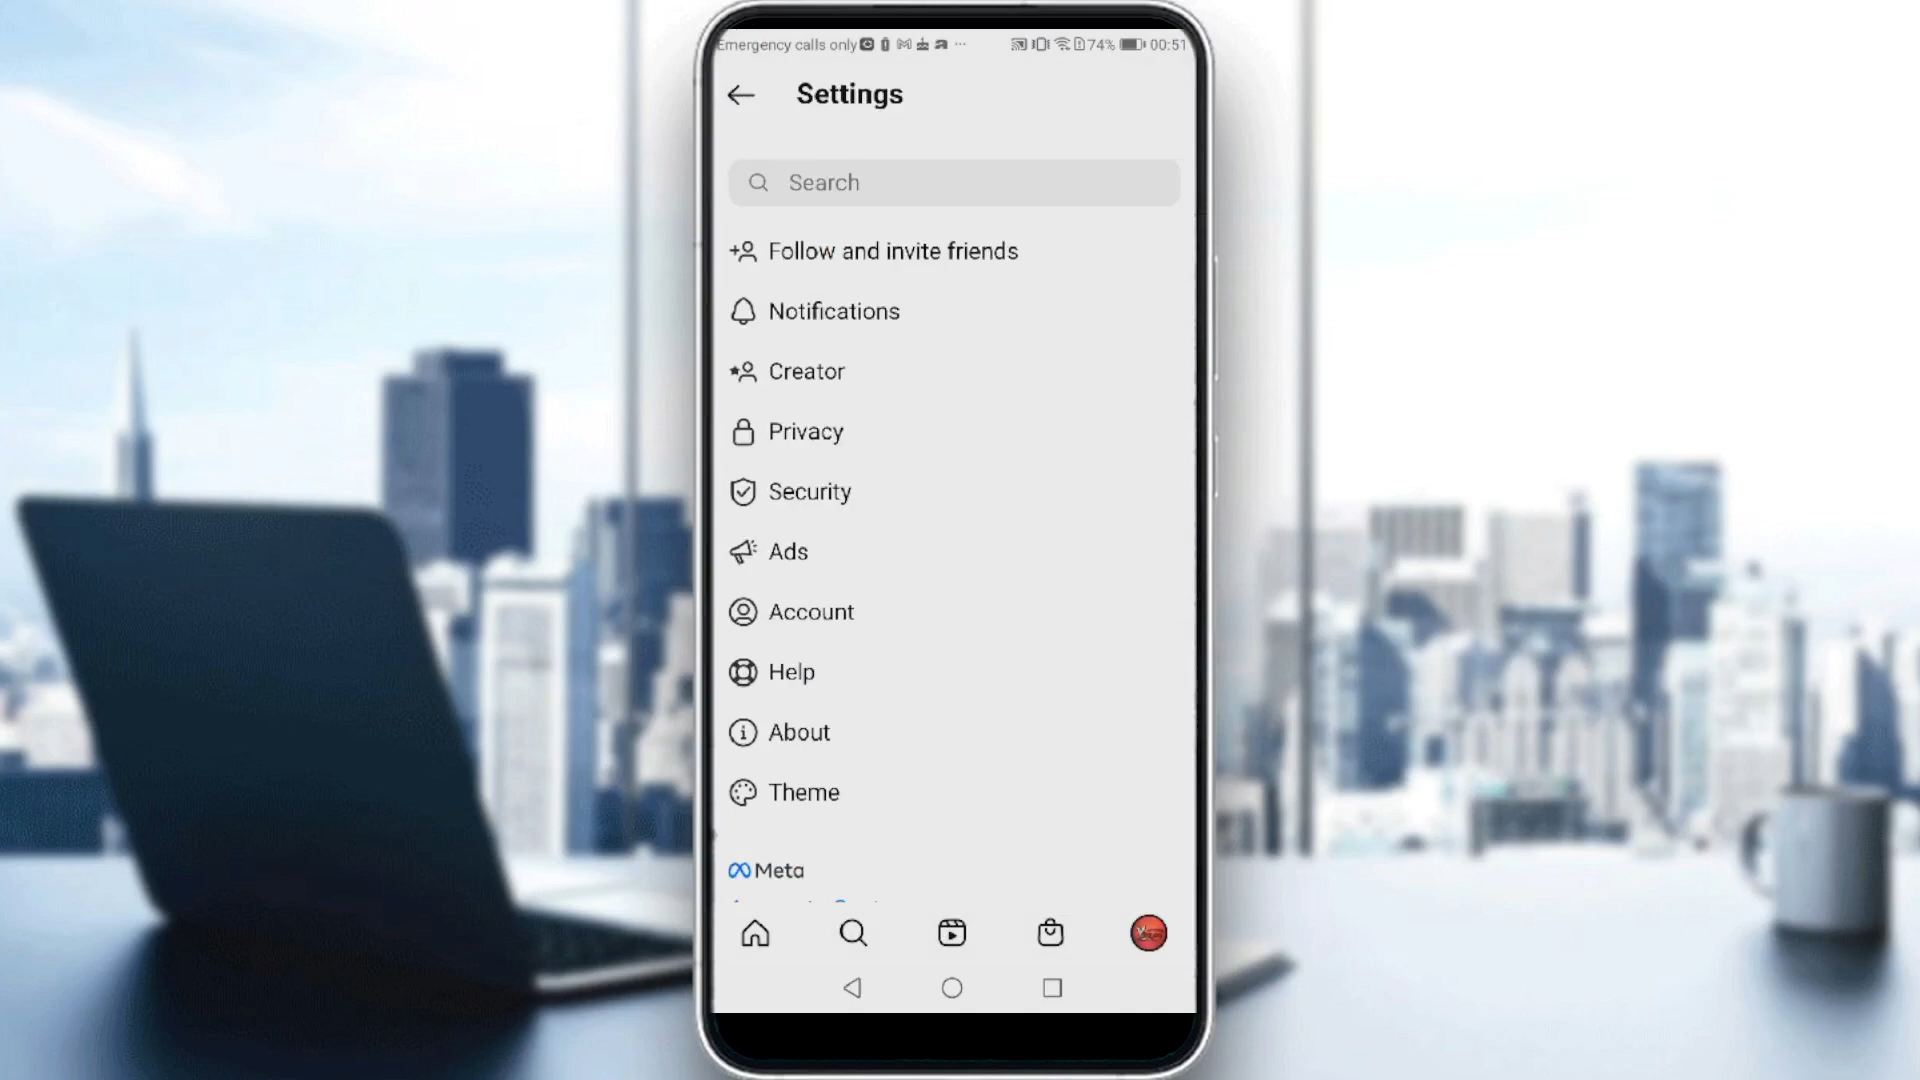 Emergency calls only 74% 00:51
Settings
Search
Follow and invite friends
Notifications
Creator
Privacy
Security
Ads
Account
Help
About
Theme
Meta